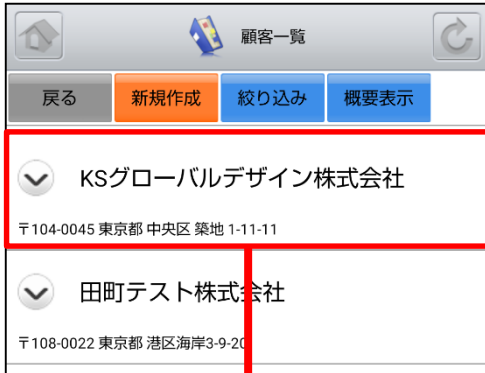 顧客一覧
戻る 新規作成 絞り込み 概要表示
KSグローバルデザイン株式会社
〒104-0045 東京都 中央区 築地 1-11-11
田町テスト株式会社
〒108-0022 東京都 港区海岸3-9-20